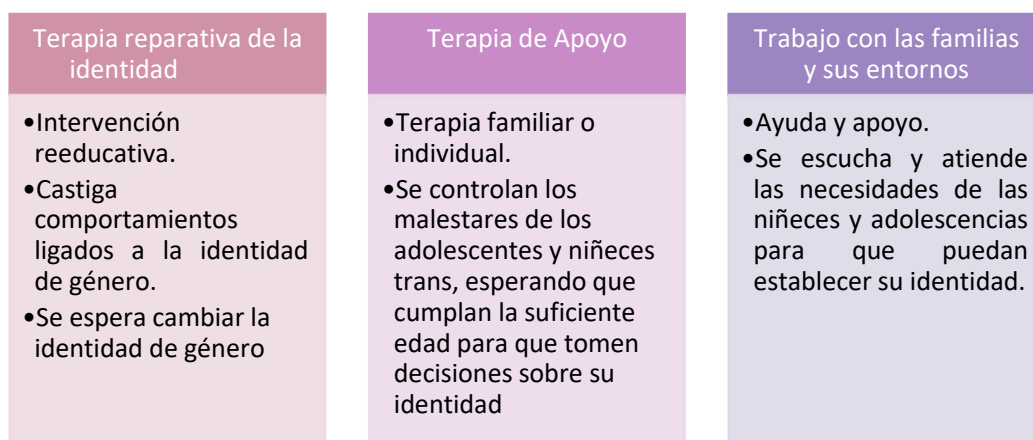 Terapia reparativa de la
identidad
•Intervención
reeducativa.
•Castiga
comportamientos
ligados a la identidad
de género.
•Se espera cambiar la
identidad de género
Terapia de Apoyo
•Terapia familiar o
individual.
•Se controlan los
malestares de los
adolescentes y niñeces
trans, esperando que
cumplan la suficiente
edad para que tomen
decisiones sobre su
identidad
Trabajo con las familias
y sus entornos
•Ayuda y apoyo.
•Se escucha y atiende
las necesidades de las
niñeces y adolescencias
para que puedan
establecer su identidad.